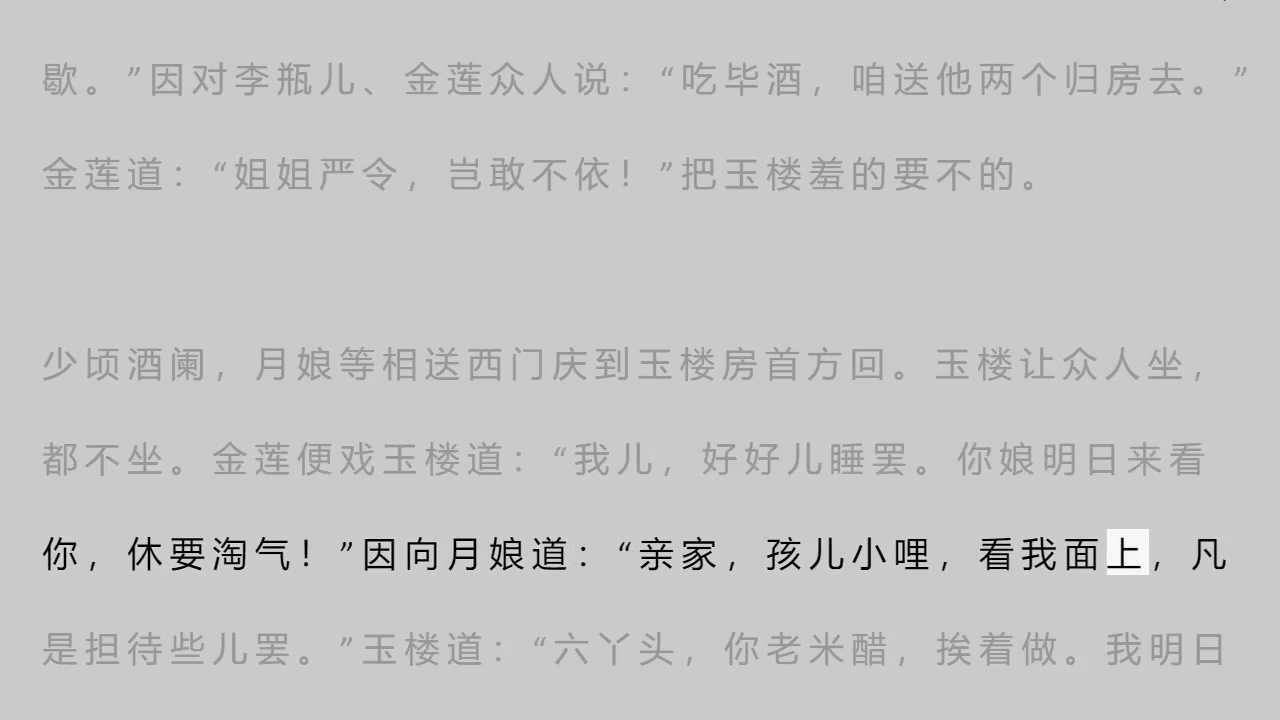 歇。”因对李瓶儿、金莲众人说：“吃毕酒，咱送他两个归房去。”
金莲道：“姐姐严令，岂敢不依！”把玉楼羞的要不的。
少顷酒阑，月娘等相送西门庆到玉楼房首方回。玉楼让众人坐，
都不坐。金莲便戏玉楼道：“我儿，好好儿睡罢。你娘明日来看
你，休要淘气！”因向月娘道：“亲家，孩儿小哩，看我面上，凡
是担待些儿罢。”玉楼道：“六丫头，你老米醋，挨着做。我明日